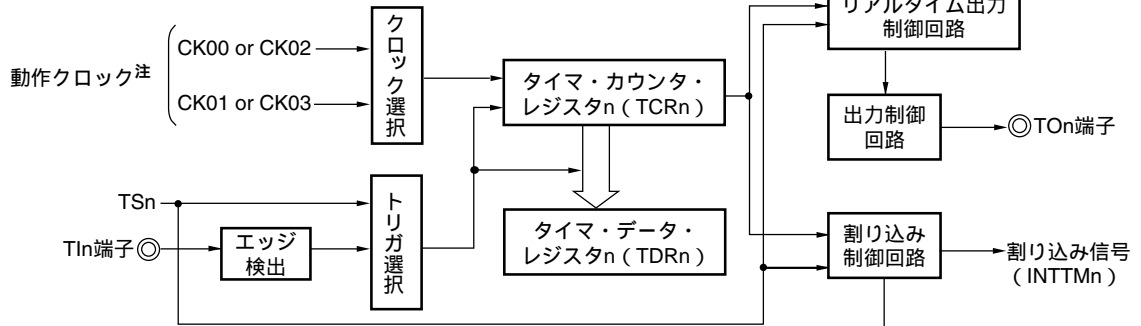 リアルタイム出力
制御回路
クロック選択
CK00 or CK02
動作クロック注
CK01 or CK03
タイマ・カウンタ・
レジスタn（TCRn）
出力制御
回路
TOn端子
TSn
トリガ選択
TIn端子
エッジ
検出
タイマ・データ・
レジスタn（TDRn）
割り込み
制御回路
割り込み信号
（INTTMn）